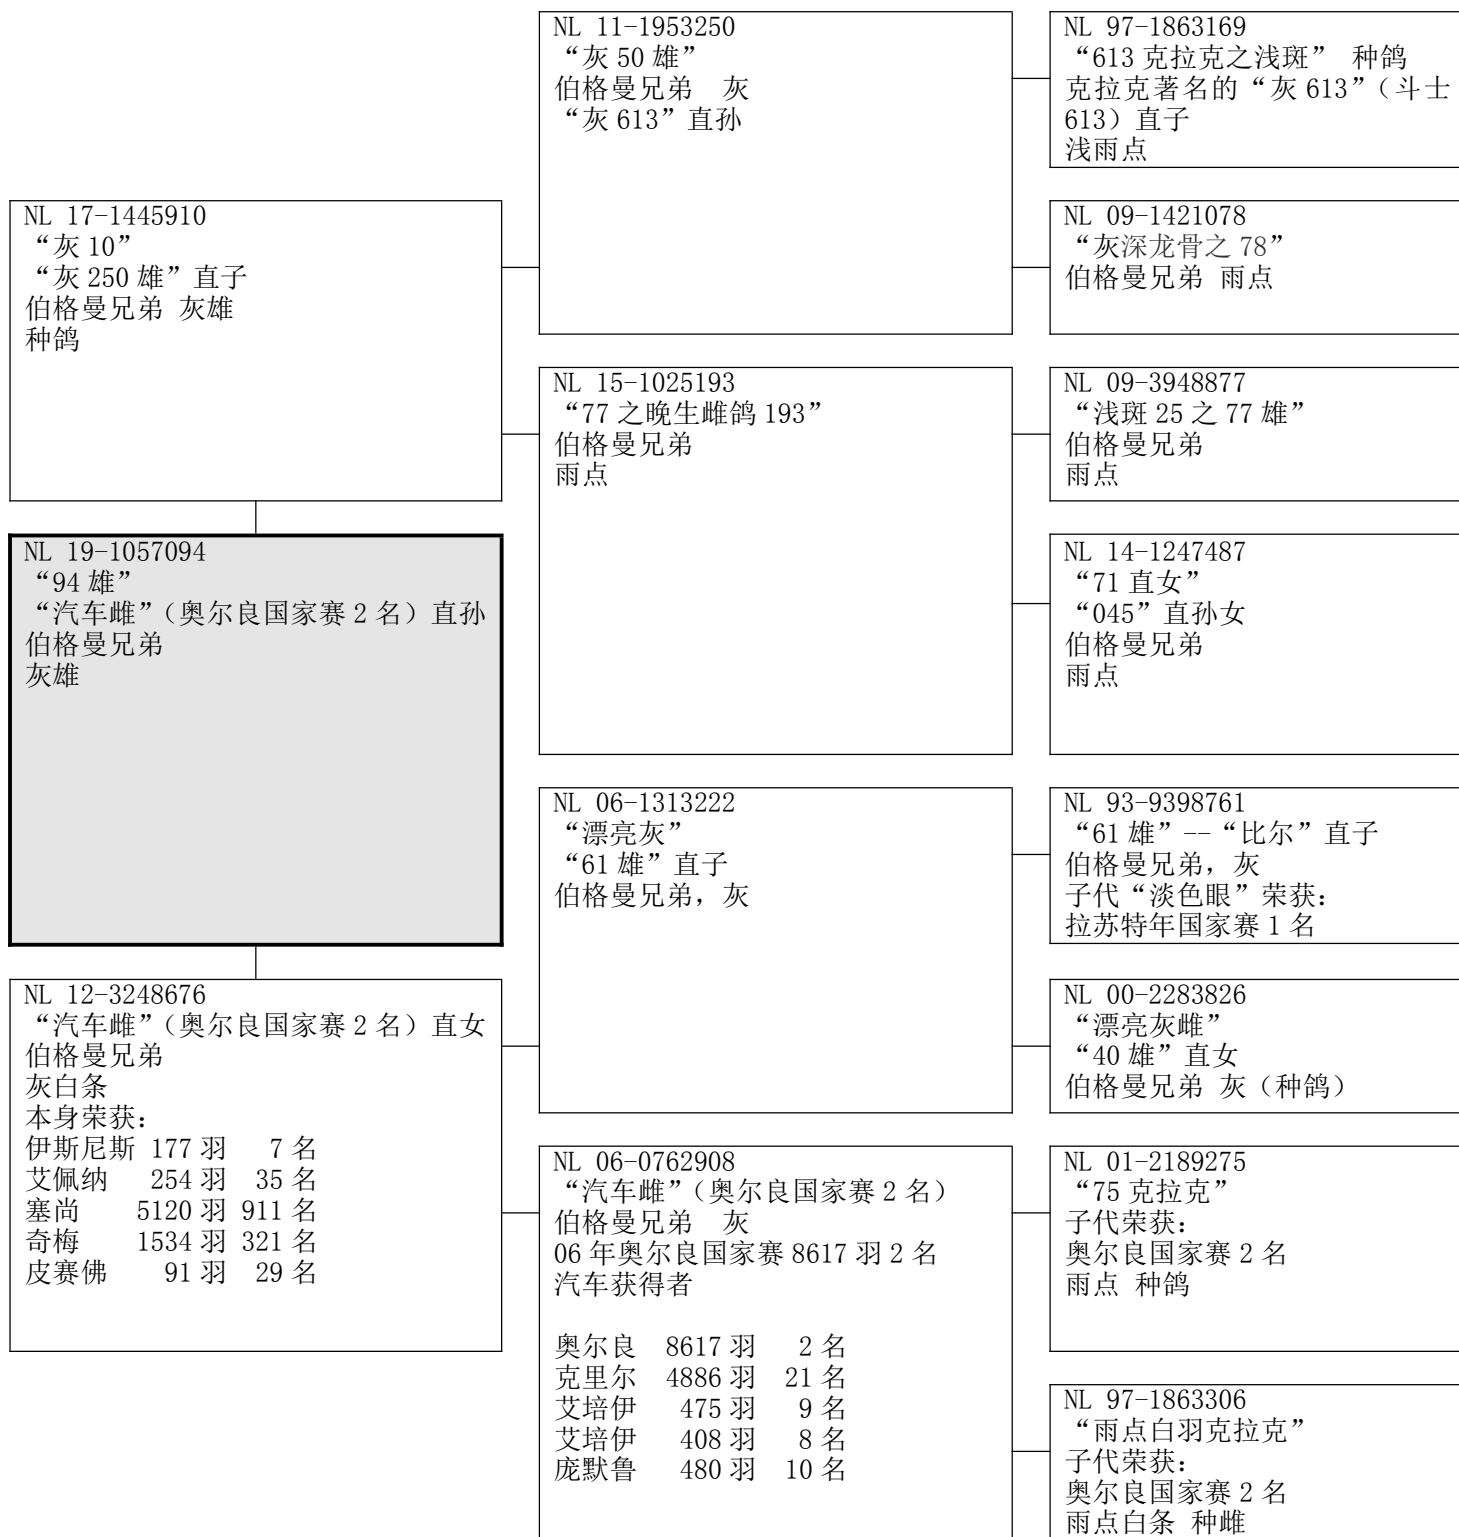 NL 17-1445910
“灰 10”
“灰 250 雄”直子
伯格曼兄弟 灰雄
种鸽
NL 19-1057094
“94 雄”
“汽车雌”（奥尔良国家赛 2 名）直孙
伯格曼兄弟
灰雄
NL 12-3248676
“汽车雌”（奥尔良国家赛 2 名）直女
伯格曼兄弟
灰白条
本身荣获：
伊斯尼斯 177 羽 7 名
艾佩纳 254 羽 35 名
塞尚 5120 羽 911 名
奇梅 1534 羽 321 名
皮赛佛 91 羽 29 名
NL 11-1953250
“灰 50 雄”
伯格曼兄弟 灰
“灰 613”直孙
NL 15-1025193
“77 之晚生雌鸽 193”
伯格曼兄弟
雨点
NL 06-1313222
“漂亮灰”
“61 雄”直子
伯格曼兄弟，灰
NL 06-0762908
“汽车雌”（奥尔良国家赛 2 名）
伯格曼兄弟 灰
06 年奥尔良国家赛 8617 羽 2 名
汽车获得者
奥尔良 8617 羽 2 名
克里尔 4886 羽 21 名
艾培伊 475 羽 9 名
艾培伊 408 羽 8 名
庞默鲁 480 羽 10 名
NL 97-1863169
“613 克拉克之浅斑” 种鸽
克拉克著名的“灰 613”（斗士
613）直子
浅雨点
NL 09-1421078
“灰深龙骨之 78”
伯格曼兄弟 雨点
NL 09-3948877
“浅斑 25 之 77 雄”
伯格曼兄弟
雨点
NL 14-1247487
“71 直女”
“045”直孙女
伯格曼兄弟
雨点
NL 93-9398761
“61 雄”--“比尔”直子
伯格曼兄弟，灰
子代“淡色眼”荣获：
拉苏特年国家赛 1 名
NL 00-2283826
“漂亮灰雌”
“40 雄”直女
伯格曼兄弟 灰（种鸽）
NL 01-2189275
“75 克拉克”
子代荣获：
奥尔良国家赛 2 名
雨点 种鸽
NL 97-1863306
“雨点白羽克拉克”
子代荣获：
奥尔良国家赛 2 名
雨点白条 种雌